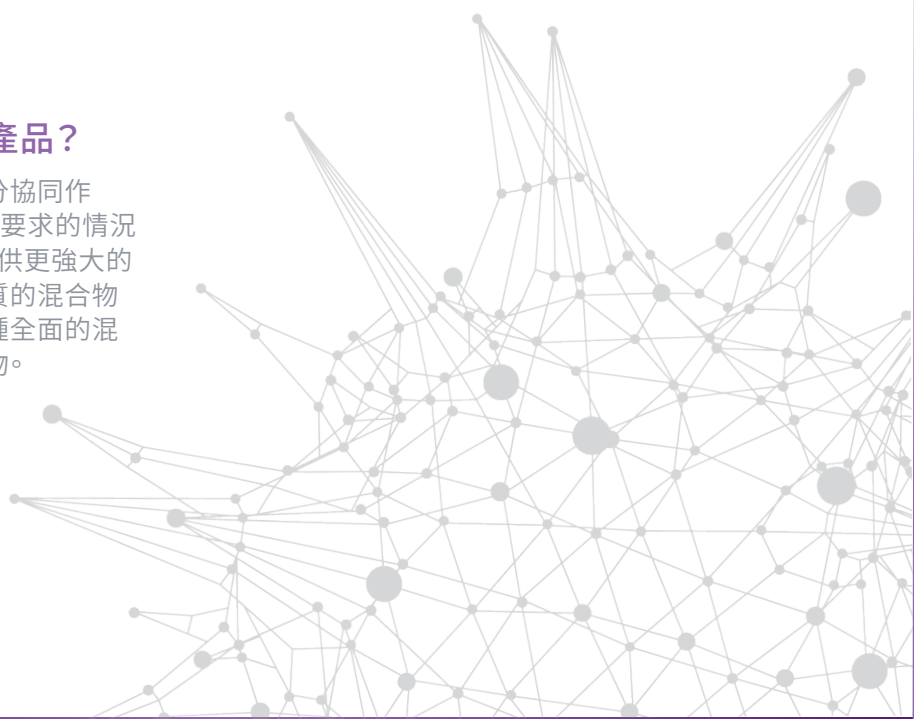 產品？
分協同作
要求的情況
供更強大的
質的混合物
種全面的混
物。